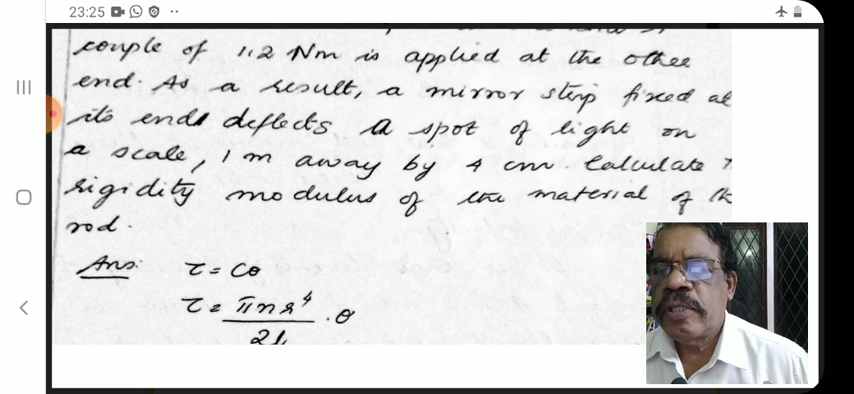 23:25
couple of 1.2 Nm is applied at the other
end. As a result, a mirror strip fixed at
its ends deflects a spot of light on
a scale, 1 m away by 4 cm. Calculate
rigidity modulus of the material of
rod.
Ans: τ = Cθ
τ = πnr⁴/2l . θ